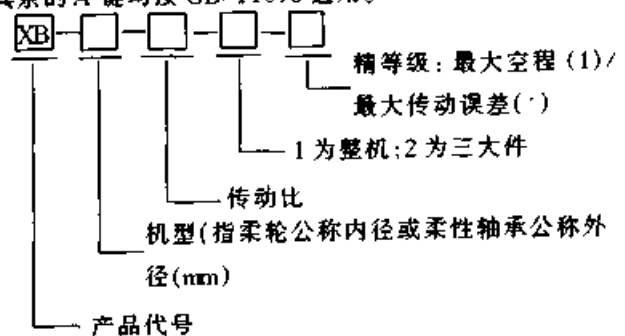 XB
精等级：最大空程(1)/
最大传动误差(′)
1为整机;2为三大件
传动比
机型(指柔轮公称内径或柔性轴承公称外
径(mm)
产品代号